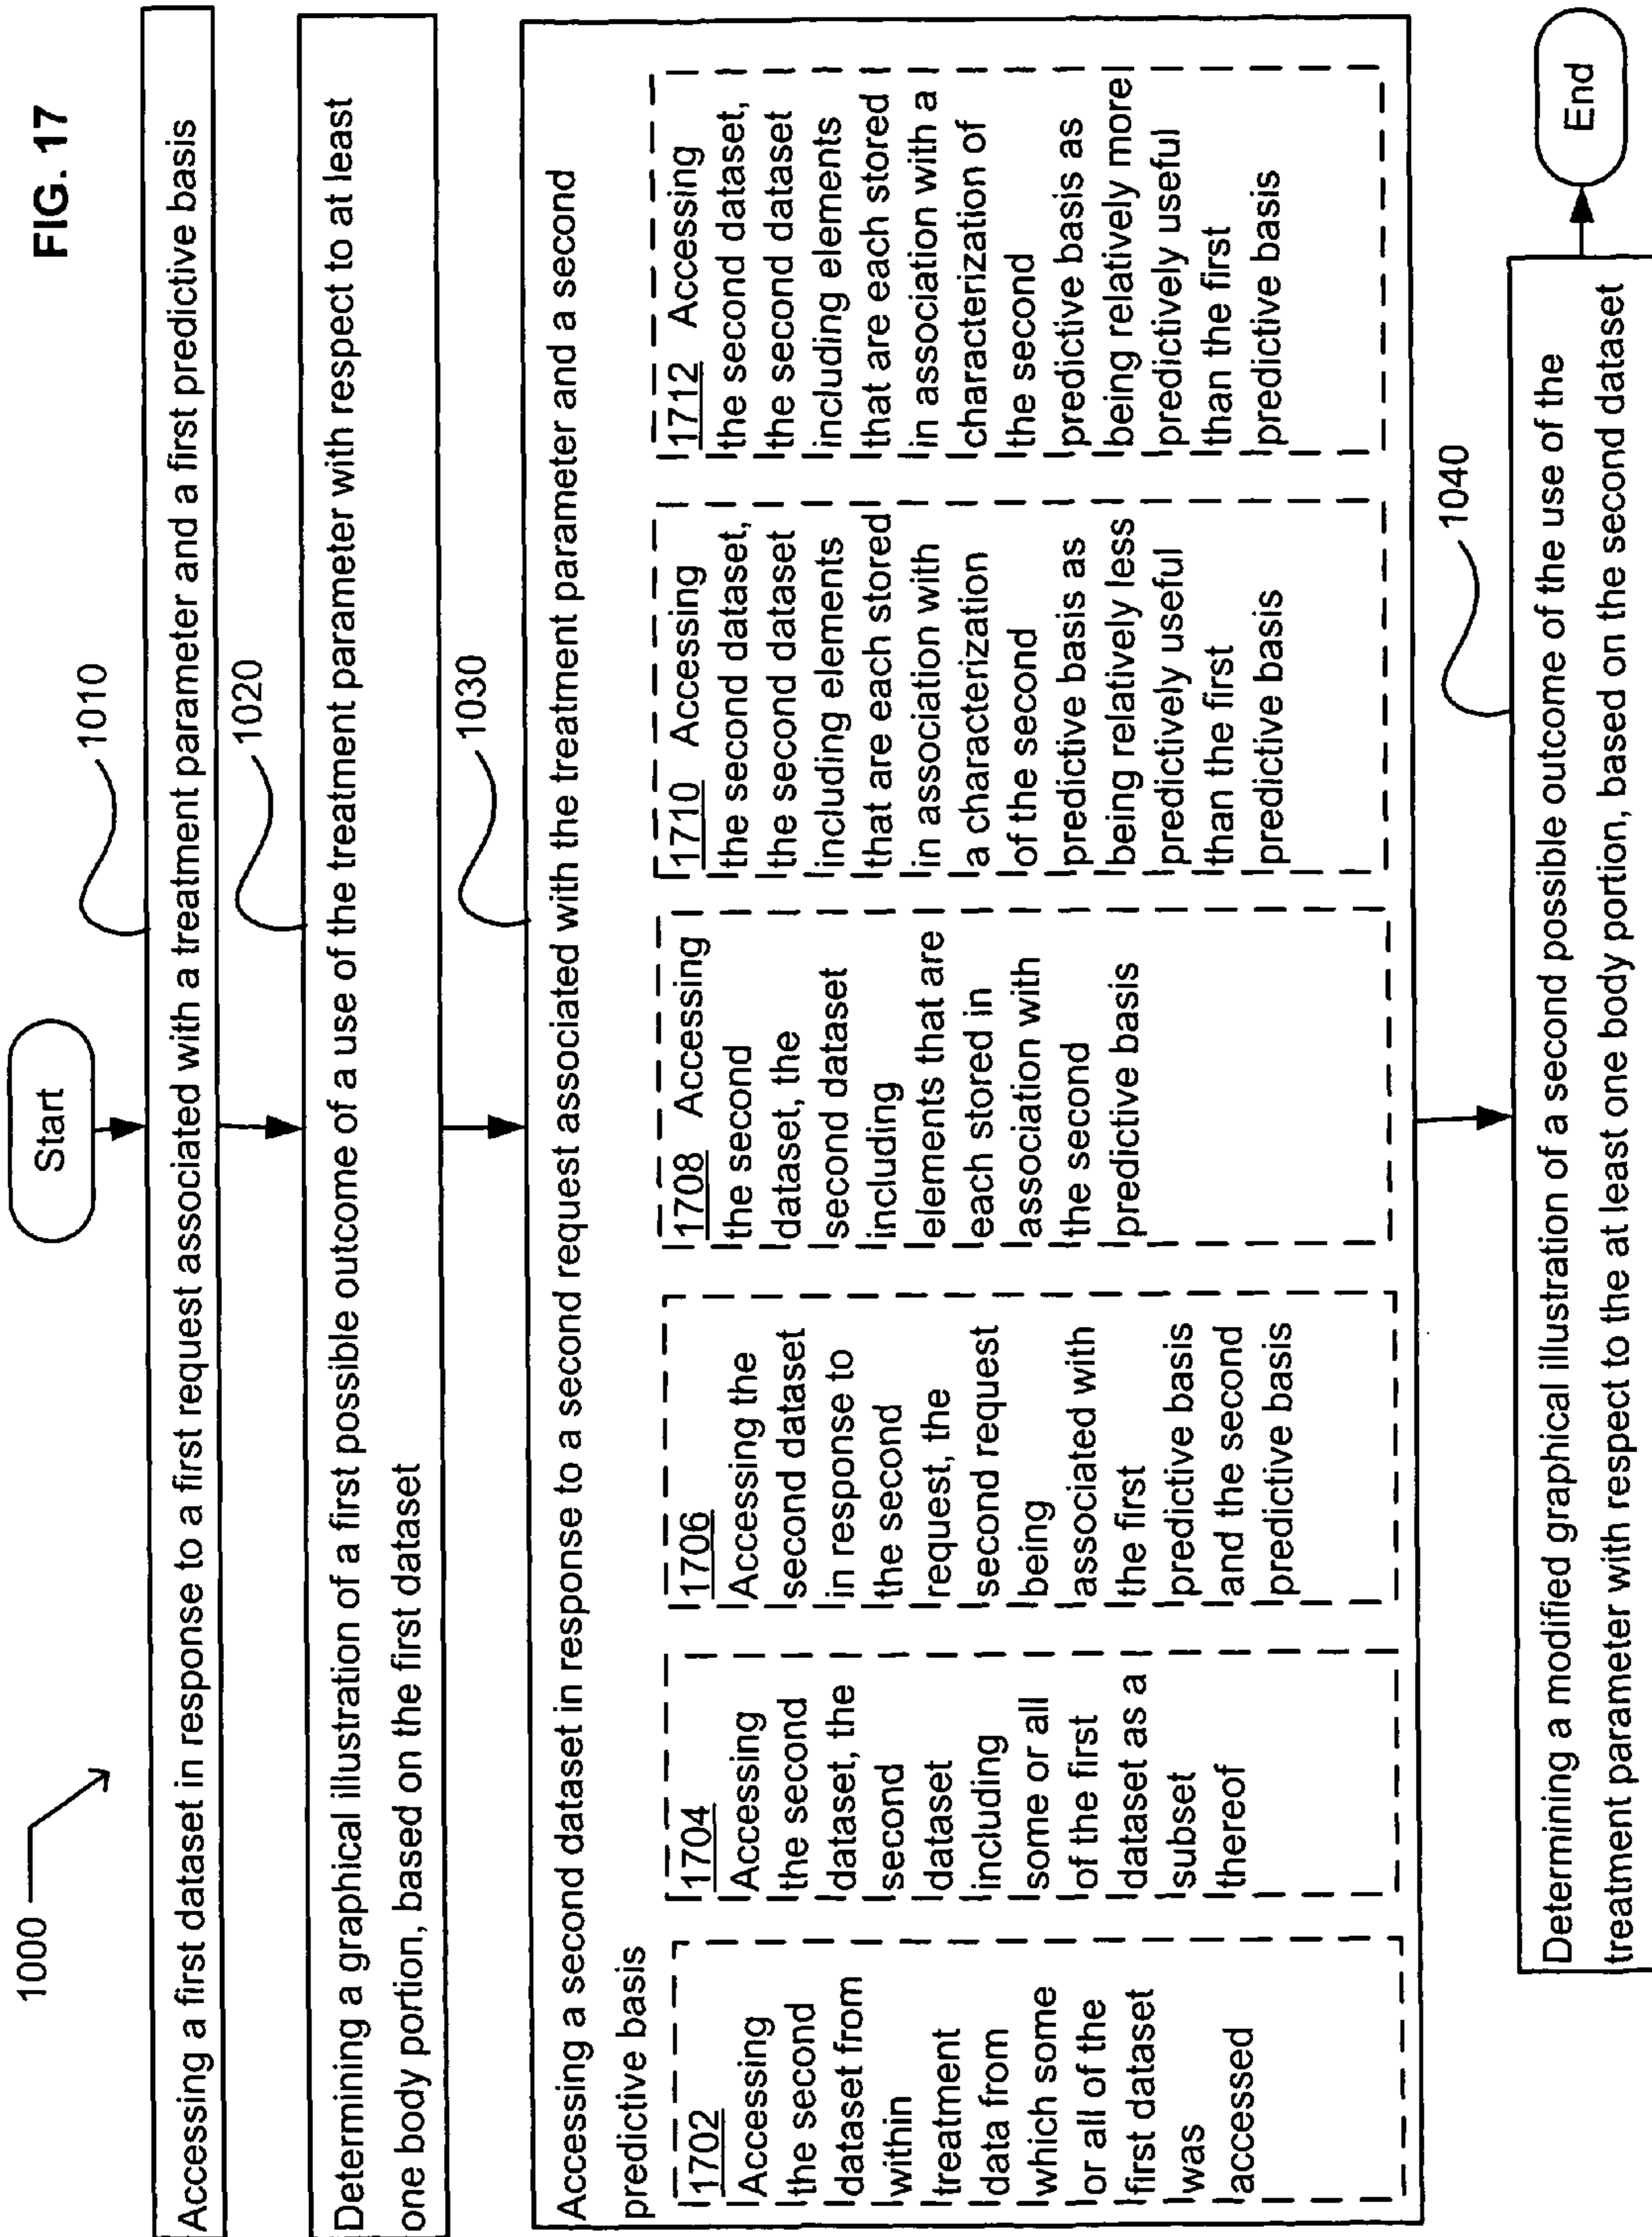 FIG. 17
1000
Start
1010
Accessing a first dataset in response to a first request associated with a treatment parameter and a first predictive basis
1020
Determining a graphical illustration of a first possible outcome of a use of the treatment parameter with respect to at least
one body portion, based on the first dataset
1030
Accessing a second dataset in response to a second request associated with the treatment parameter and a second
predictive basis
1702
Accessing
the second
dataset from
within
treatment
data from
which some
or all of the
first dataset
was
accessed
1704
Accessing
the second
dataset, the
second
dataset
including
some or all
of the first
dataset as a
subset
thereof
1706
Accessing the
second dataset
in response to
the second
request, the
second request
being
associated with
the first
predictive basis
and the second
predictive basis
1708 Accessing
the second
dataset, the
second dataset
including
elements that are
each stored in
association with
the second
predictive basis
1710 Accessing
the second dataset,
the second dataset
including elements
that are each stored
in association with
a characterization
of the second
predictive basis as
being relatively less
predictively useful
than the first
predictive basis
1712 Accessing
the second dataset,
the second dataset
including elements
that are each stored
in association with a
characterization of
the second
predictive basis as
being relatively more
predictively useful
than the first
predictive basis
1040
Determining a modified graphical illustration of a second possible outcome of the use of the
treatment parameter with respect to the at least one body portion, based on the second dataset
End